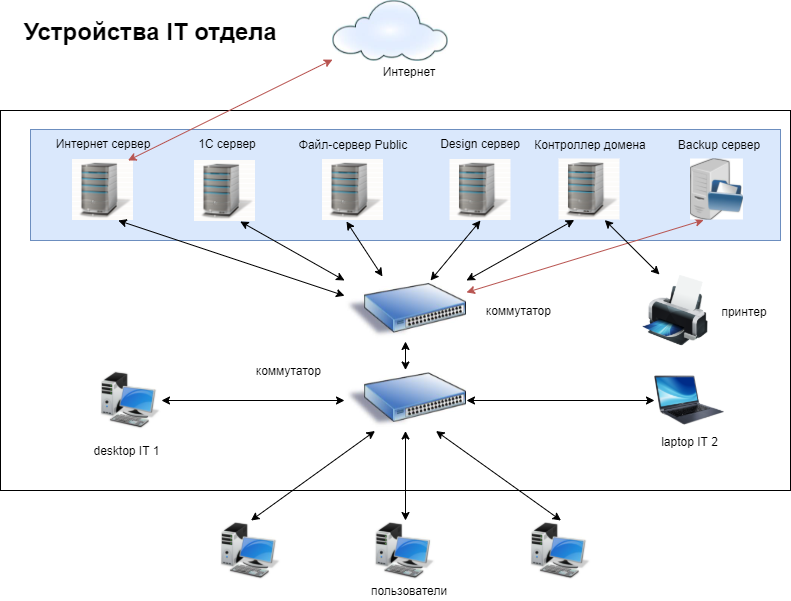 Устройства IT отдела
Интернет
Интернет сервер
1С сервер
Файл-сервер Public
Design сервер
Контроллер домена
Backup сервер
коммутатор
принтер
коммутатор
desktop IT 1
laptop IT 2
пользователи